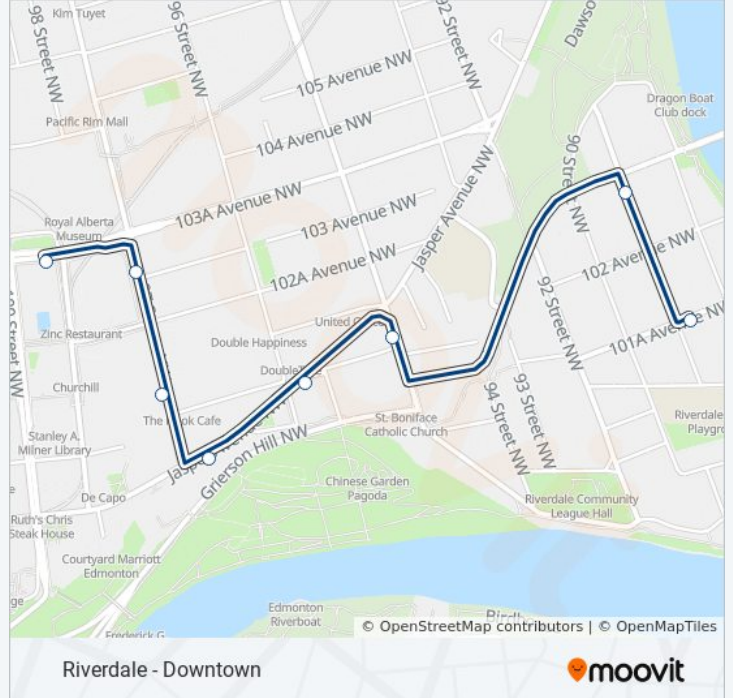 Kim Tuyet
98 Street NW
96 Street NW
92 Street NW
105 Avenue NW
Dragon Boat
Club dock
Pacific Rim Mall
104 Avenue NW
90 Street NW
103A Avenue NW
Jasper Avenue NW
Royal Alberta
Museum
103 Avenue NW
102A Avenue NW
102 Avenue NW
100 Street NW
Zinc Restaurant
United
Double Happiness
92 Street NW
101A Avenue NW
Churchill
93 Street NW
94 Street NW
The
Cafe
St. Boniface
Catholic Church
Riverdale
Stanley A.
Milner Library
Grierson Hill NW
De Capo
Chinese Garden
Pagoda
Riverdale Community
League Hall
Ruth's Chris
Steak House
Courtyard Marriott
Edmonton
Edmonton
Riverboat
Frederick G
© OpenStreetMap contributors | © OpenMapTiles
Riverdale - Downtown
moovit